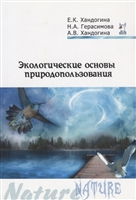 Е.К. Хандогина
Н.А. Герасимова
А.В. Хандогина
Экологические основы
природопользования
Nature
NATURE